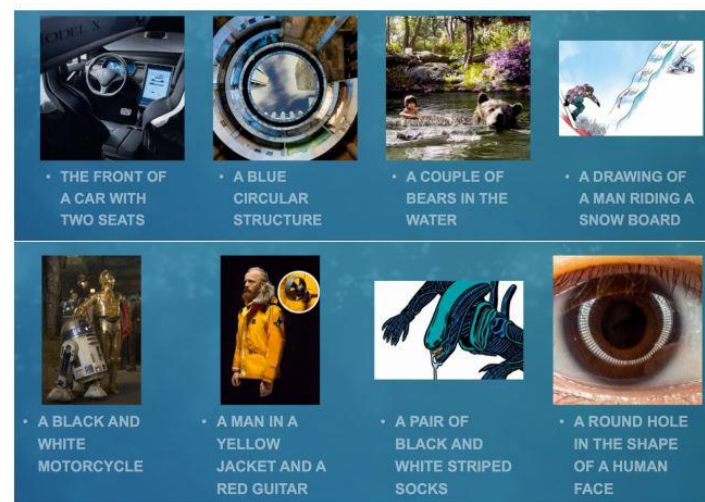 MODEL X
• THE FRONT OF
A CAR WITH
TWO SEATS
• A BLUE
CIRCULAR
STRUCTURE
• A COUPLE OF
BEARS IN THE
WATER
• A DRAWING OF
A MAN RIDING A
SNOW BOARD
• A BLACK AND
WHITE
MOTORCYCLE
• A MAN IN A
YELLOW
JACKET AND A
RED GUITAR
• A PAIR OF
BLACK AND
WHITE STRIPED
SOCKS
• A ROUND HOLE
IN THE SHAPE
OF A HUMAN
FACE